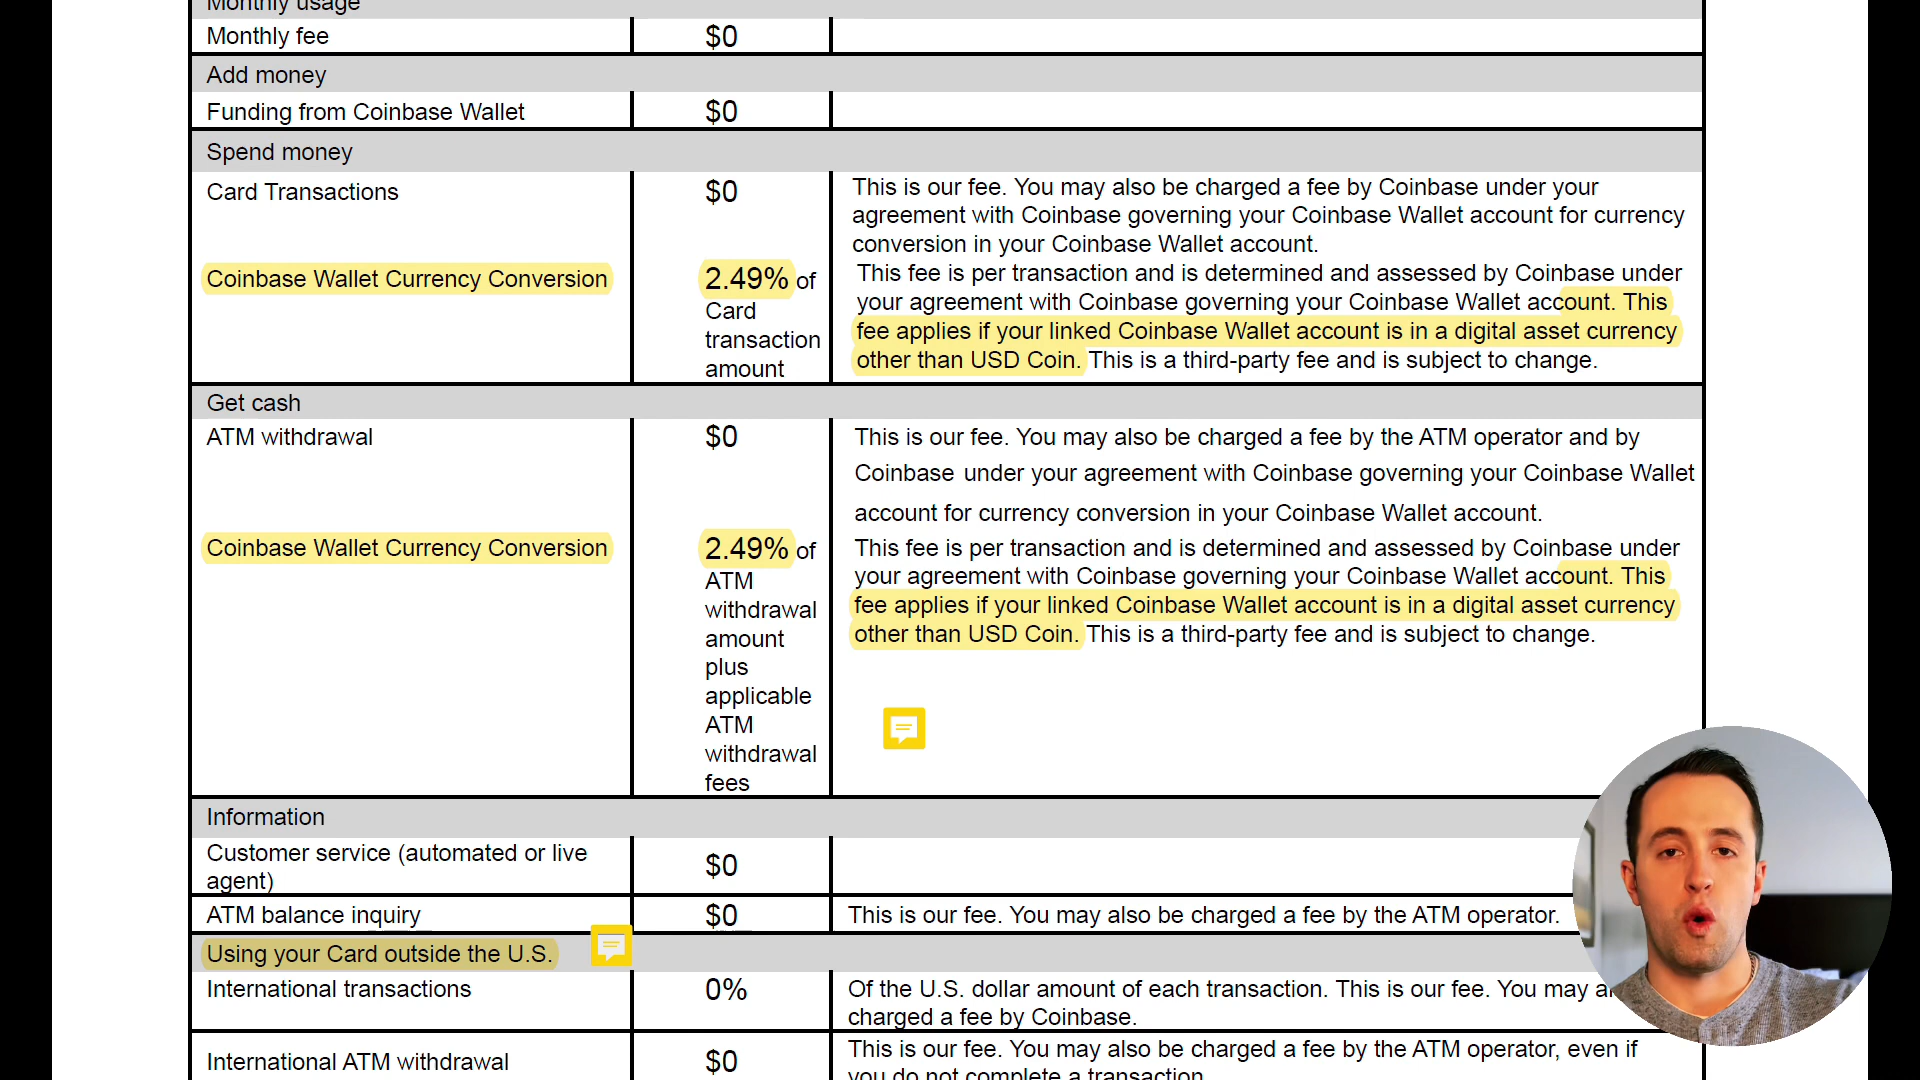 Monthly usage
Monthly fee
$0
Add money
Funding from Coinbase Wallet
$0
Spend money
Card Transactions
$0
This is our fee. You may also be charged a fee by Coinbase under your
agreement with Coinbase governing your Coinbase Wallet account for currency
conversion in your Coinbase Wallet account.
Coinbase Wallet Currency Conversion
2.49% of
Card
transaction
amount
This fee is per transaction and is determined and assessed by Coinbase under
your agreement with Coinbase governing your Coinbase Wallet account. This
fee applies if your linked Coinbase Wallet account is in a digital asset currency
other than USD Coin. This is a third-party fee and is subject to change.
Get cash
ATM withdrawal
$0
This is our fee. You may also be charged a fee by the ATM operator and by
Coinbase under your agreement with Coinbase governing your Coinbase Wallet
account for currency conversion in your Coinbase Wallet account.
Coinbase Wallet Currency Conversion
2.49% of
ATM
withdrawal
amount
plus
applicable
ATM
withdrawal
fees
This fee is per transaction and is determined and assessed by Coinbase under
your agreement with Coinbase governing your Coinbase Wallet account. This
fee applies if your linked Coinbase Wallet account is in a digital asset currency
other than USD Coin. This is a third-party fee and is subject to change.
Information
Customer service (automated or live
agent)
$0
ATM balance inquiry
$0
This is our fee. You may also be charged a fee by the ATM operator.
Using your Card outside the U.S.
International transactions
0%
Of the U.S. dollar amount of each transaction. This is our fee. You may
charged a fee by Coinbase.
International ATM withdrawal
$0
This is our fee. You may also be charged a fee by the ATM operator, even if
you do not complete a transaction.